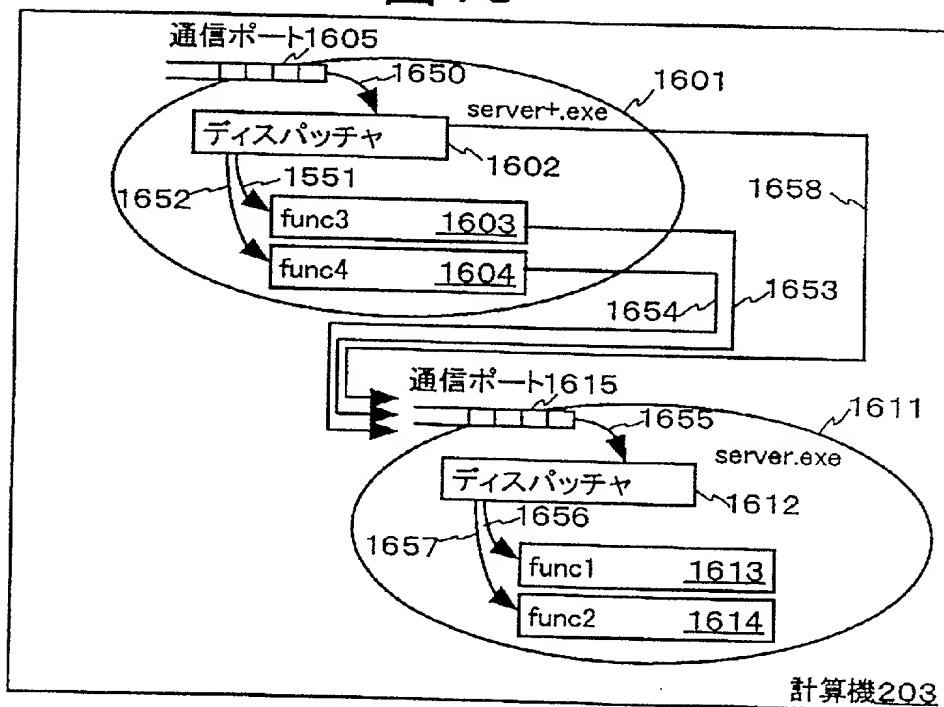 通信ポート1605
1650
1601
server+.exe
ディスパッチャ
1602
1652
1551
1658
func3 1603
func4 1604
1654
1653
通信ポート1615
1655
1611
server.exe
ディスパッチャ
1612
1657
1656
func1 1613
func2 1614
計算機203